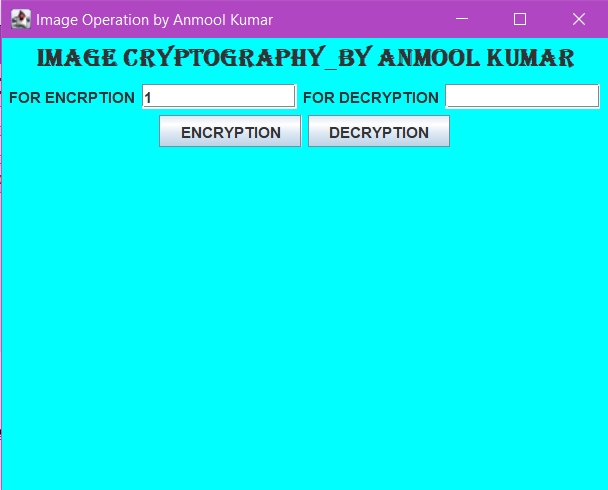 Image Operation by Anmool Kumar
IMAGE CRYPTOGRAPHY_BY ANMOOL KUMAR
FOR ENCRPTION 1 FOR DECRYPTION
ENCRYPTION DECRYPTION